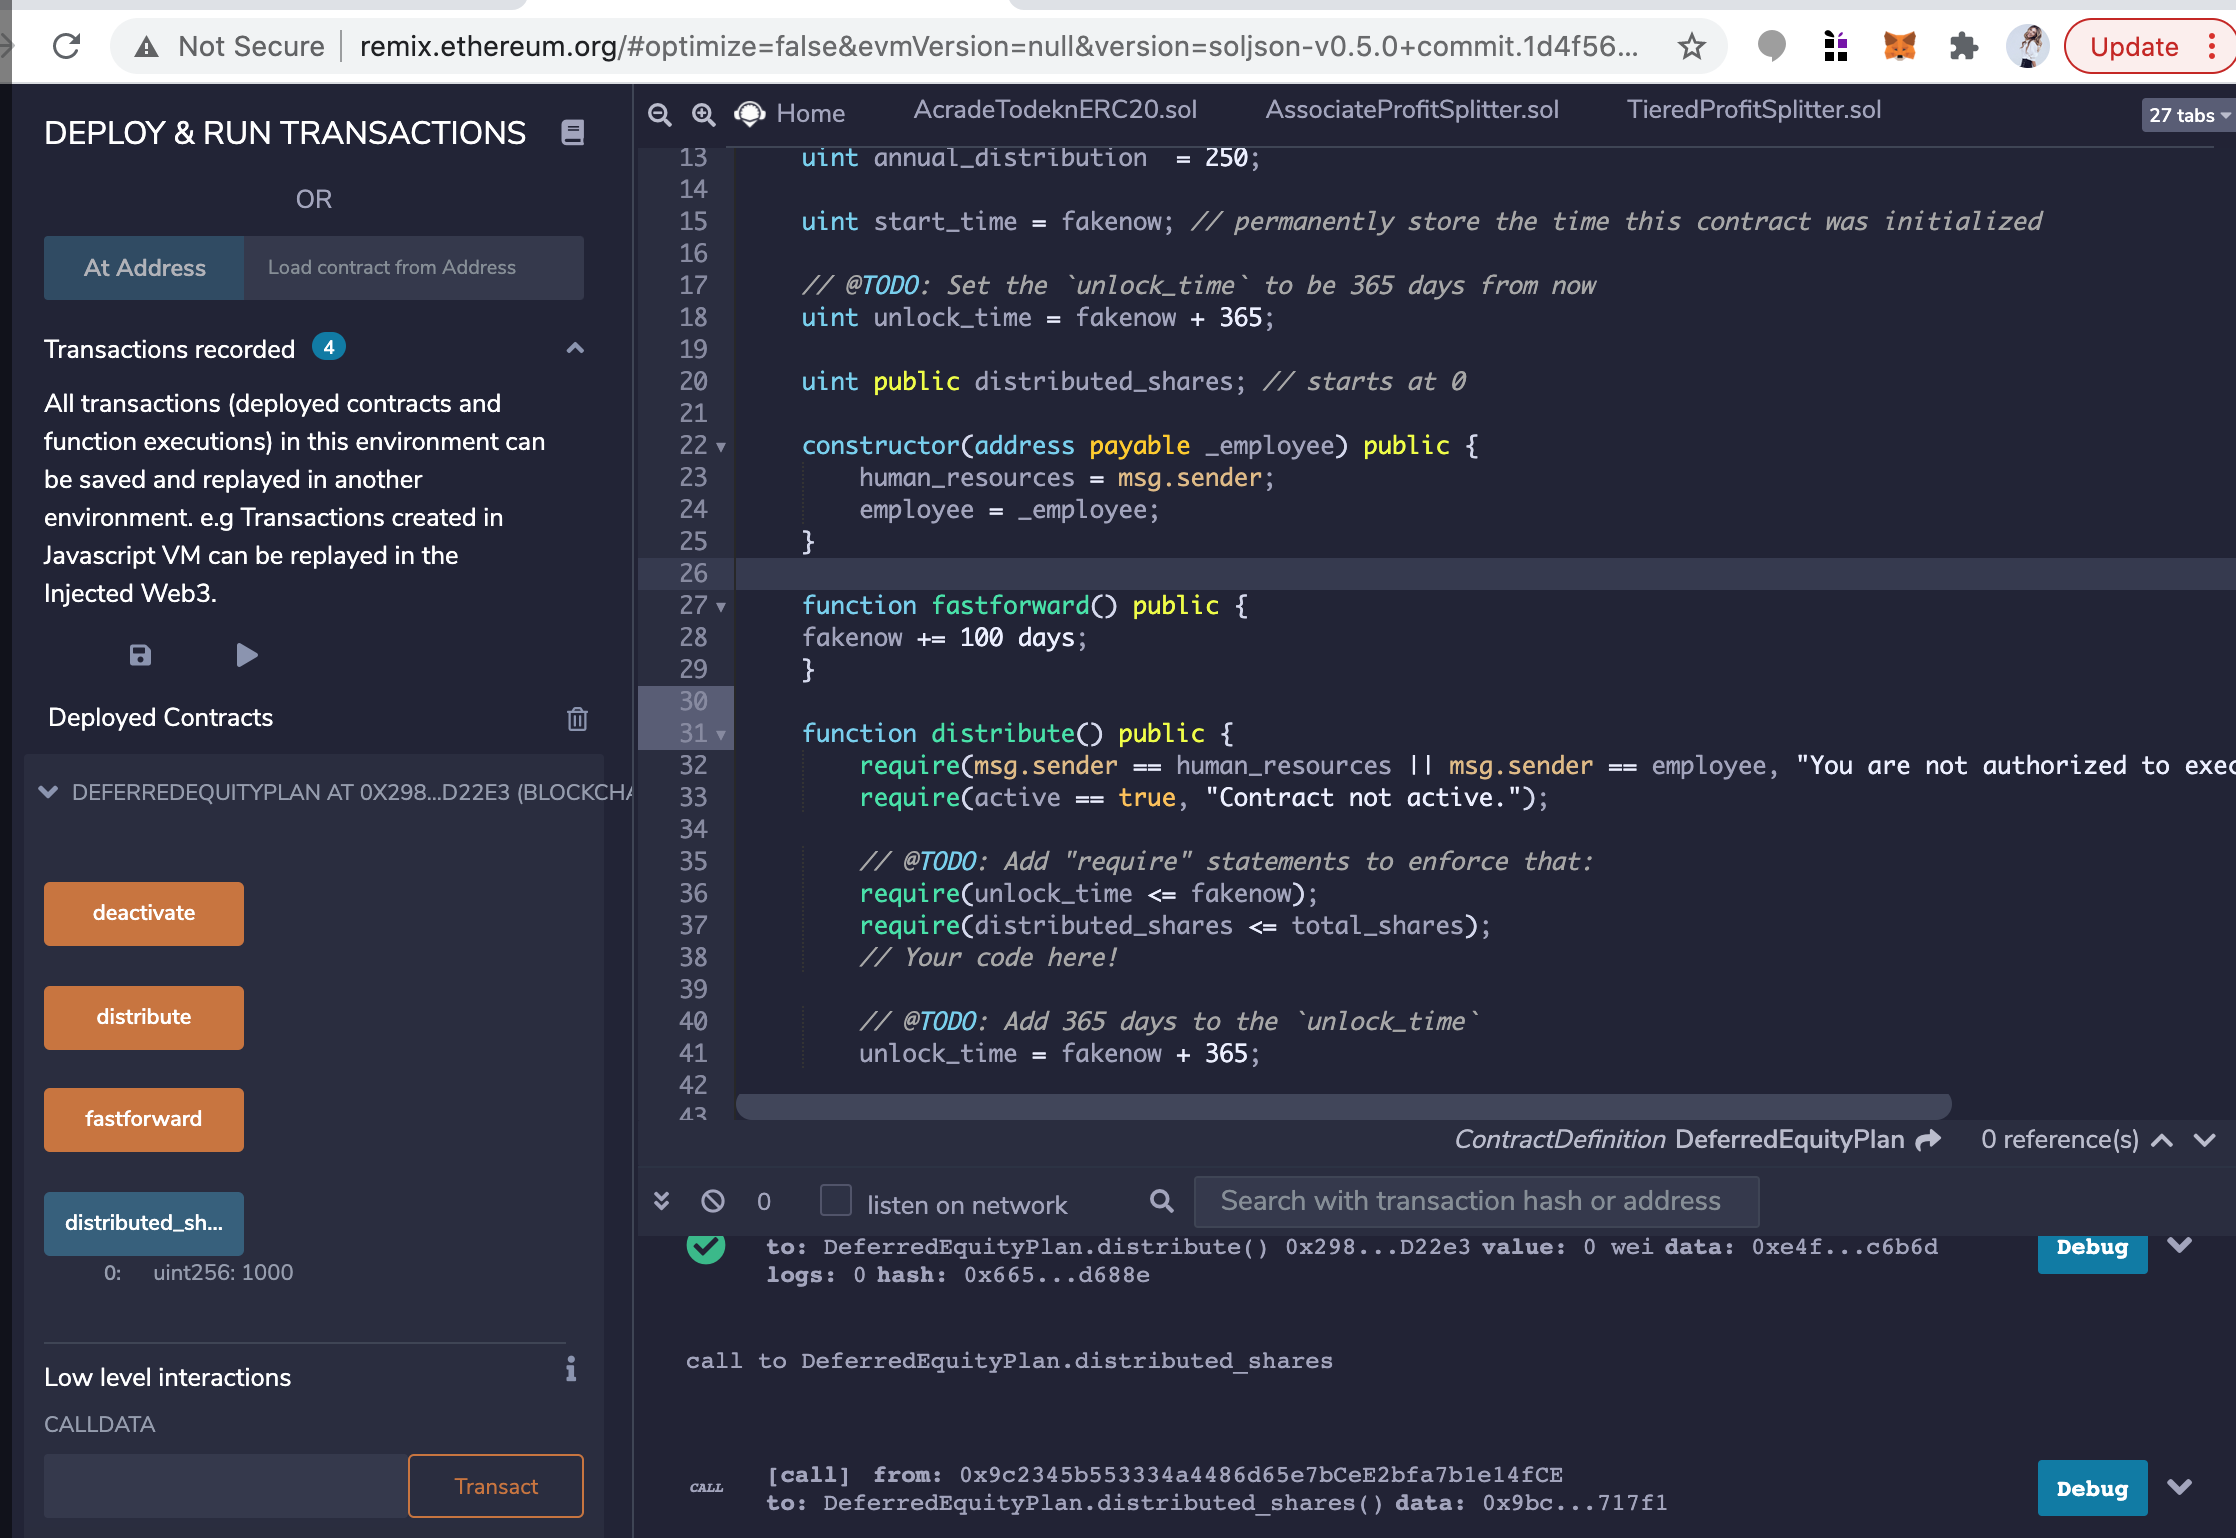 Not Secure | remix.ethereum.org/#optimize=false&evmVersion=null&version=soljson-v0.5.0+commit.1d4f56... Update
DEPLOY & RUN TRANSACTIONS
OR
At Address Load contract from Address
Transactions recorded 4
All transactions (deployed contracts and
function executions) in this environment can
be saved and replayed in another
environment. e.g Transactions created in
Javascript VM can be replayed in the
Injected Web3.
Deployed Contracts
DEFERREDEQUITYPLAN AT 0X298...D22E3 (BLOCKCHA
deactivate
distribute
fastforward
distributed_sh...
0: uint256: 1000
Low level interactions
CALLDATA
Transact
Home AcradeTodeknERC20.sol AssociateProfitSplitter.sol TieredProfitSplitter.sol 27 tabs
13 uint annual_distribution = 250;
14
15 uint start_time = fakenow; // permanently store the time this contract was initialized
16
17 // @TODO: Set the `unlock_time` to be 365 days from now
18 uint unlock_time = fakenow + 365;
19
20 uint public distributed_shares; // starts at 0
21
22 constructor(address payable _employee) public {
23 human_resources = msg.sender;
24 employee = _employee;
25 }
26
27 function fastforward() public {
28 fakenow += 100 days;
29 }
30
31 function distribute() public {
32 require(msg.sender == human_resources || msg.sender == employee, "You are not authorized to exec
33 require(active == true, "Contract not active.");
34
35 // @TODO: Add "require" statements to enforce that:
36 require(unlock_time <= fakenow);
37 require(distributed_shares <= total_shares);
38 // Your code here!
39
40 // @TODO: Add 365 days to the `unlock_time`
41 unlock_time = fakenow + 365;
42
43
ContractDefinition DeferredEquityPlan 0 reference(s)
0 listen on network Search with transaction hash or address
to: DeferredEquityPlan.distribute() 0x298...D22e3 value: 0 wei data: 0xe4f...c6b6d Debug
logs: 0 hash: 0x665...d688e
call to DeferredEquityPlan.distributed_shares
CALL [call] from: 0x9c2345b553334a4486d65e7bCeE2bfa7b1e14fCE
to: DeferredEquityPlan.distributed_shares() data: 0x9bc...717f1 Debug